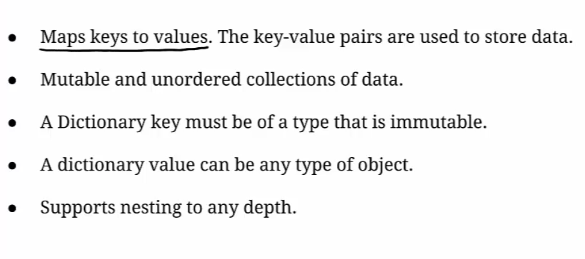 Maps keys to values. The key-value pairs are used to store data.
Mutable and unordered collections of data.
A Dictionary key must be of a type that is immutable.
A dictionary value can be any type of object.
Supports nesting to any depth.